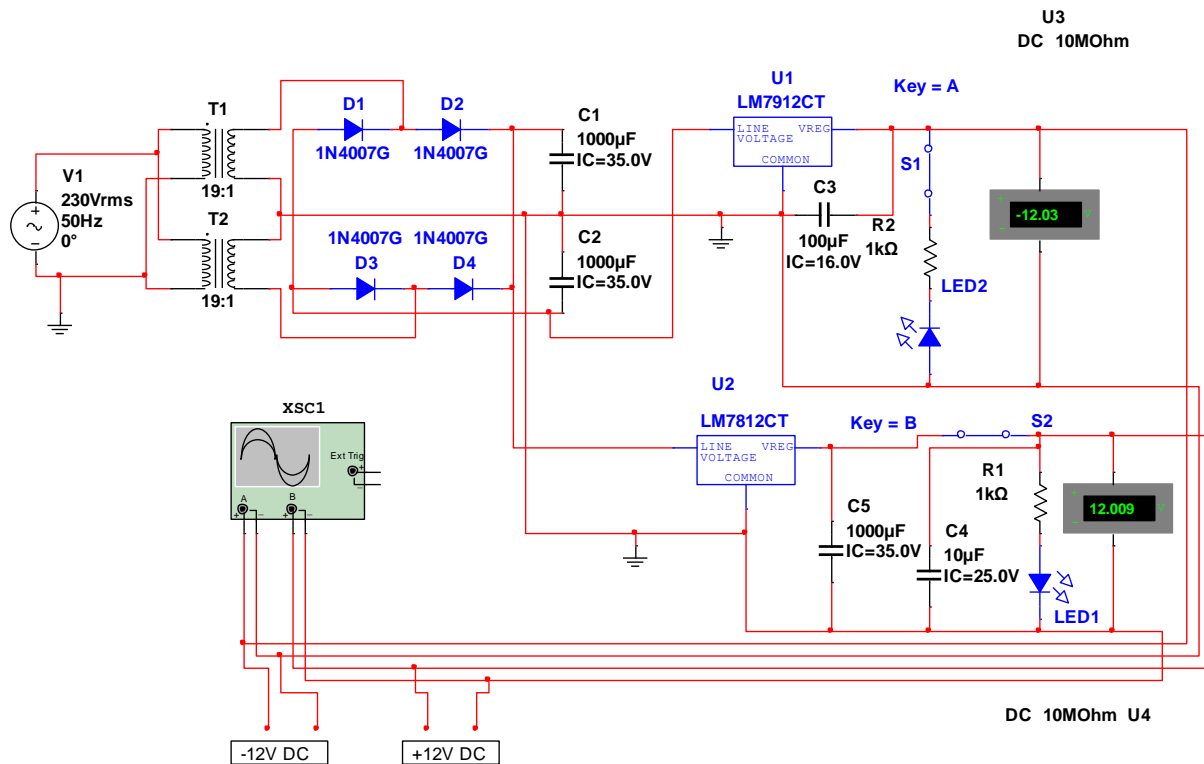 U3
DC 10MOhm
U1
LM7912CT
Key = A
T1
D1
D2
C1
1000µF
IC=35.0V
LINE VREG
VOLTAGE
COMMON
1N4007G
1N4007G
S1
V1
230Vrms
50Hz
0°
19:1
T2
C3
-12.03 V
1N4007G 1N4007G
C2
1000µF
IC=35.0V
R2
1kΩ
100µF
IC=16.0V
D3
D4
LED2
19:1
U2
XSC1
LM7812CT
Key = B
S2
LINE VREG
VOLTAGE
COMMON
Ext Trig
A
B
R1
1kΩ
C5
1000µF
IC=35.0V
C4
10µF
IC=25.0V
12.009 V
LED1
DC 10MOhm U4
-12V DC
+12V DC